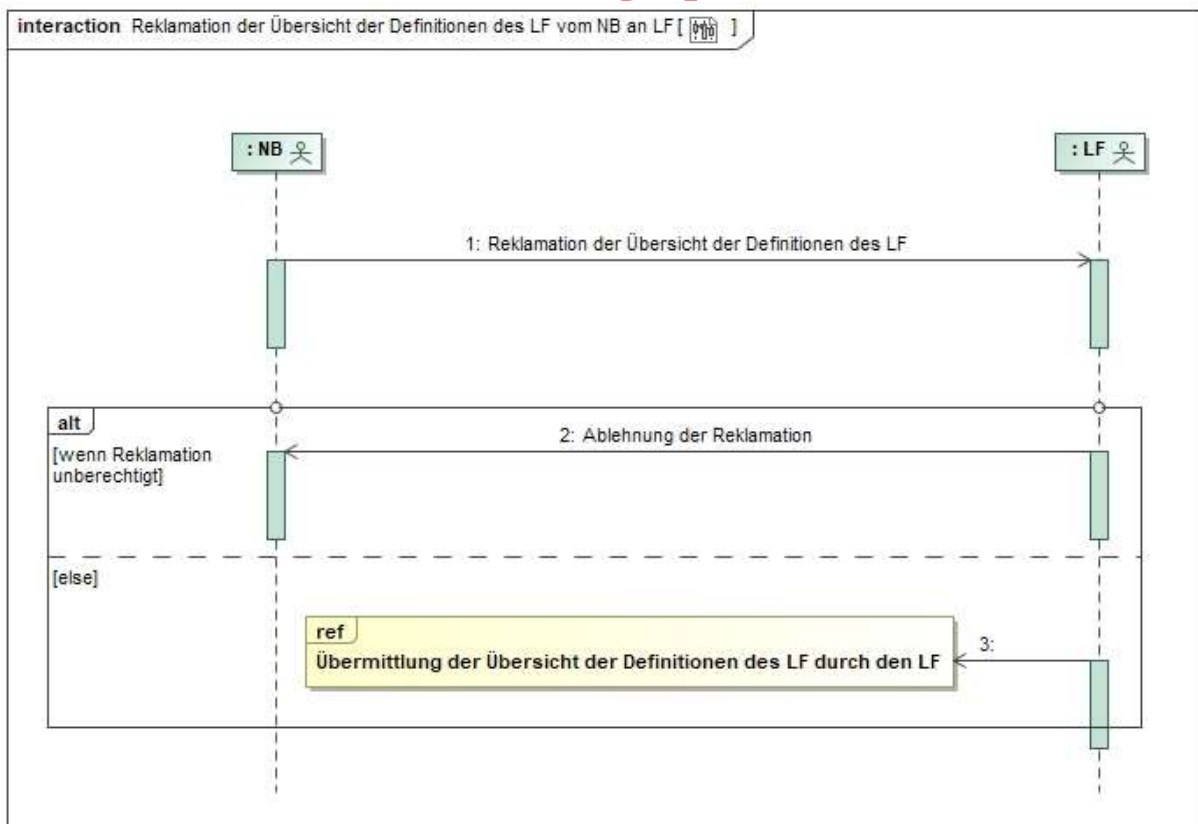 interaction Reklamation der Übersicht der Definitionen des LF vom NB an LF [ ]
: NB
: LF
1: Reklamation der Übersicht der Definitionen des LF
alt
[wenn Reklamation
unberechtigt]
2: Ablehnung der Reklamation
[else]
ref
Übermittlung der Übersicht der Definitionen des LF durch den LF
3: